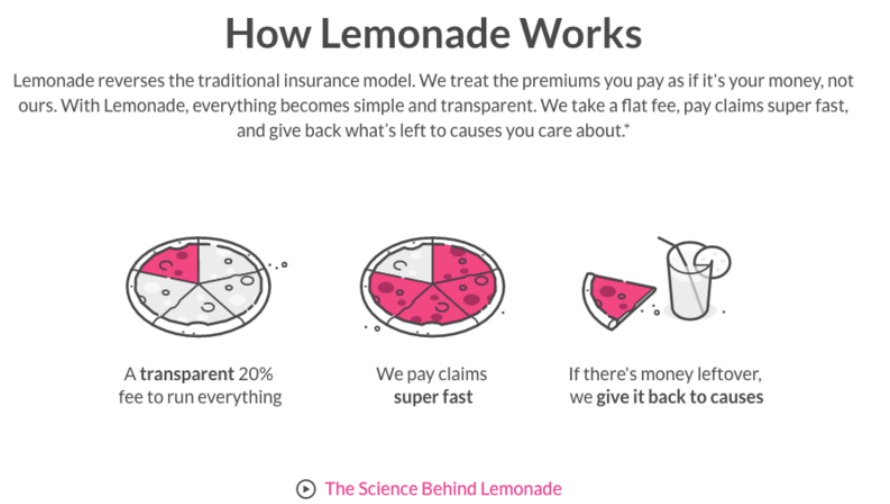 How Lemonade Works
Lemonade reverses the traditional insurance model. We treat the premiums you pay as if it's your money, not
ours. With Lemonade, everything becomes simple and transparent. We take a flat fee, pay claims super fast,
and give back what's left to causes you care about.*
A transparent 20%
fee to run everything
We pay claims
super fast
If there's money leftover,
we give it back to causes
The Science Behind Lemonade